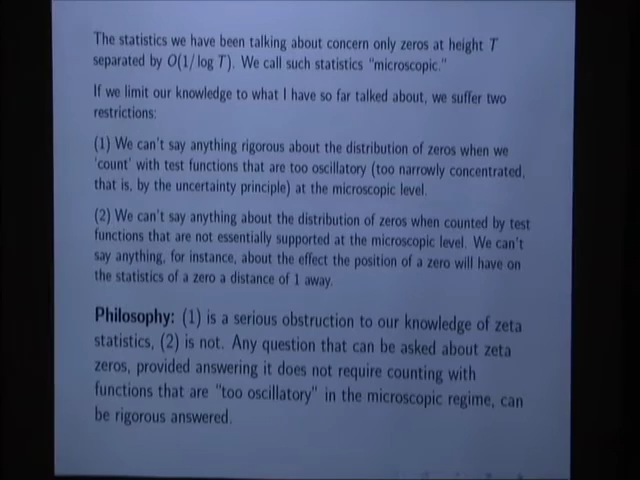 The statistics we have been talking about concern only zeros at height T
separated by O(1/ log T). We call such statistics "microscopic."
If we limit our knowledge to what I have so far talked about, we suffer two
restrictions:
(1) We can't say anything rigorous about the distribution of zeros when we
'count' with test functions that are too oscillatory (too narrowly concentrated,
that is, by the uncertainty principle) at the microscopic level.
(2) We can't say anything about the distribution of zeros when counted by test
functions that are not essentially supported at the microscopic level. We can't
say anything, for instance, about the effect the position of a zero will have on
the statistics of a zero a distance of 1 away.
Philosophy: (1) is a serious obstruction to our knowledge of zeta
statistics, (2) is not. Any question that can be asked about zeta
zeros, provided answering it does not require counting with
functions that are "too oscillatory" in the microscopic regime, can
be rigorous answered.